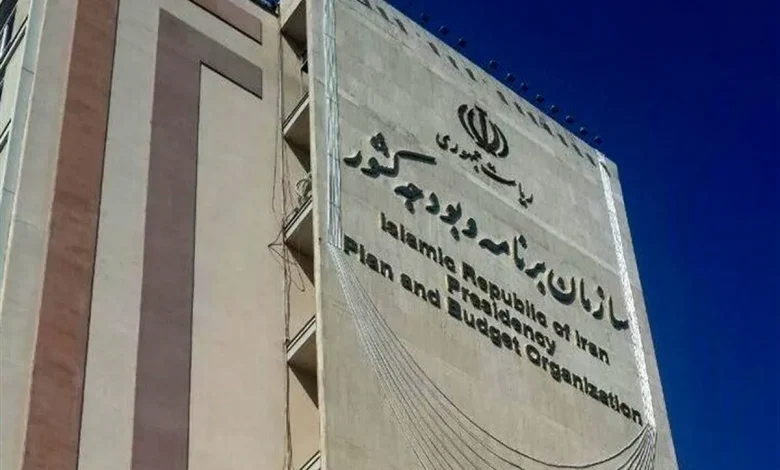 ریاست جمهوری
سازمان برنامه و بودجه کشور
Islamic Republic of Iran
Presidency
Plan and Budget Organization